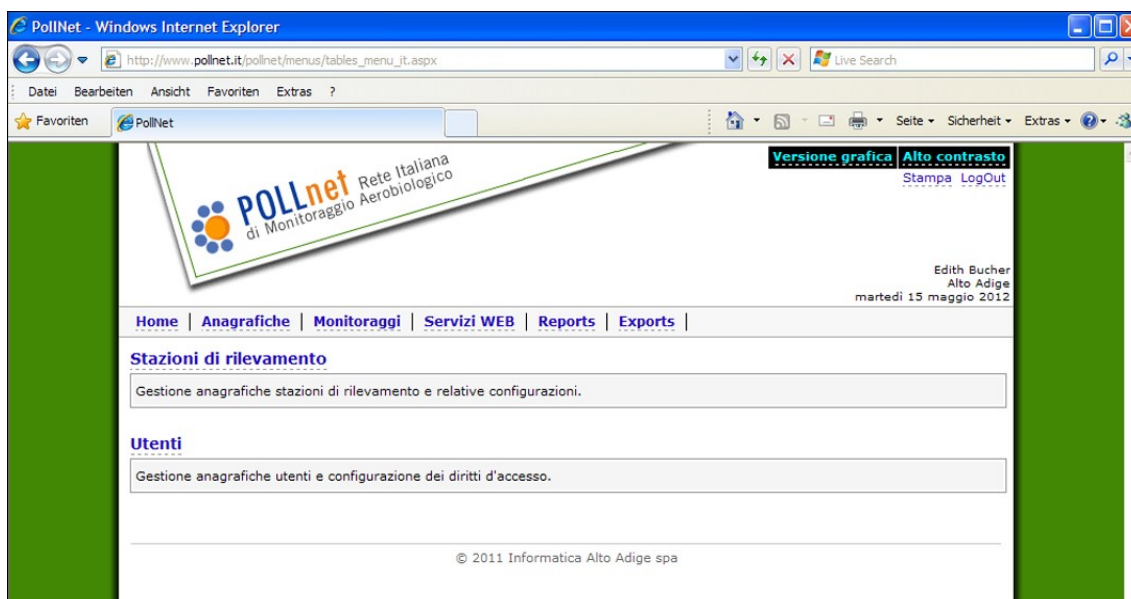 PollNet - Windows Internet Explorer
http://www.pollnet.it/pollnet/menus/tables_menu_it.aspx
Live Search
Datei Bearbeiten Ansicht Favoriten Extras ?
Favoriten PollNet Seite Sicherheit Extras
Versione grafica Alto contrasto
Stampa LogOut
POLLnet Rete Italiana
di Monitoraggio Aerobiologico
Edith Bucher
Alto Adige
martedì 15 maggio 2012
Home | Anagrafiche | Monitoraggi | Servizi WEB | Reports | Exports |
Stazioni di rilevamento
Gestione anagrafiche stazioni di rilevamento e relative configurazioni.
Utenti
Gestione anagrafiche utenti e configurazione dei diritti d'accesso.
© 2011 Informatica Alto Adige spa